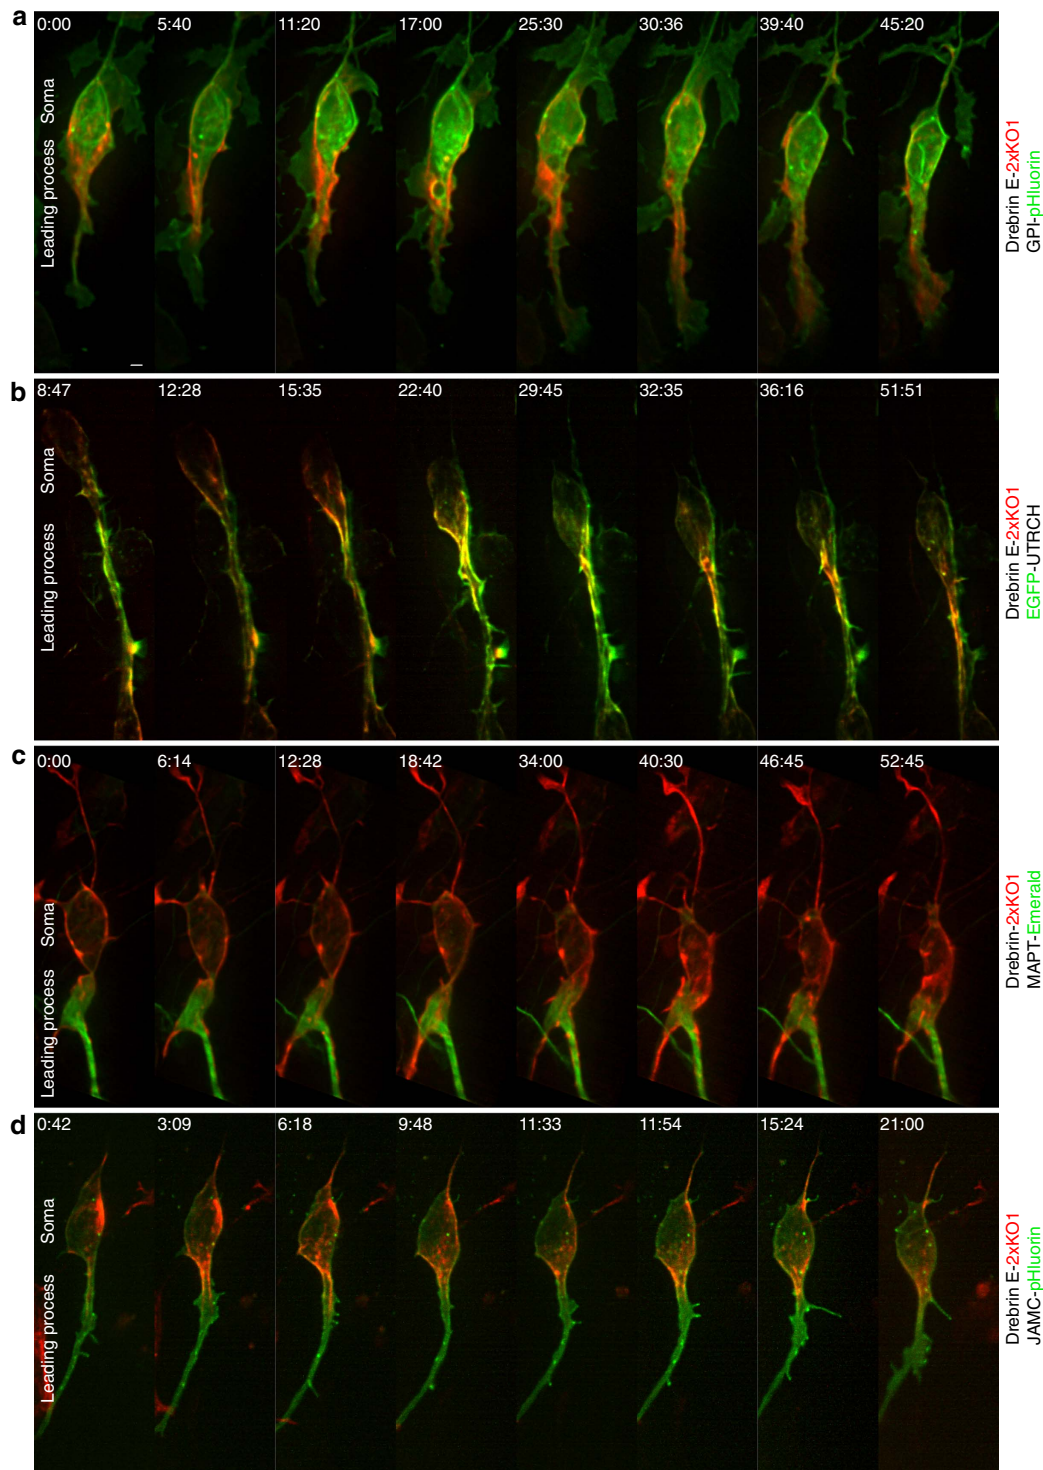 a
0:00 5:40 11:20 17:00 25:30 30:36 39:40 45:20
Soma
Leading process
Drebrin E-2xKO1
GPI-pHluorin
b
8:47 12:28 15:35 22:40 29:45 32:35 36:16 51:51
Soma
Leading process
Drebrin E-2xKO1
EGFP-UTRCH
c
0:00 6:14 12:28 18:42 34:00 40:30 46:45 52:45
Soma
Leading process
Drebrin-2xKO1
MAPT-Emerald
d
0:42 3:09 6:18 9:48 11:33 11:54 15:24 21:00
Soma
Leading process
Drebrin E-2xKO1
JAMC-pHluorin